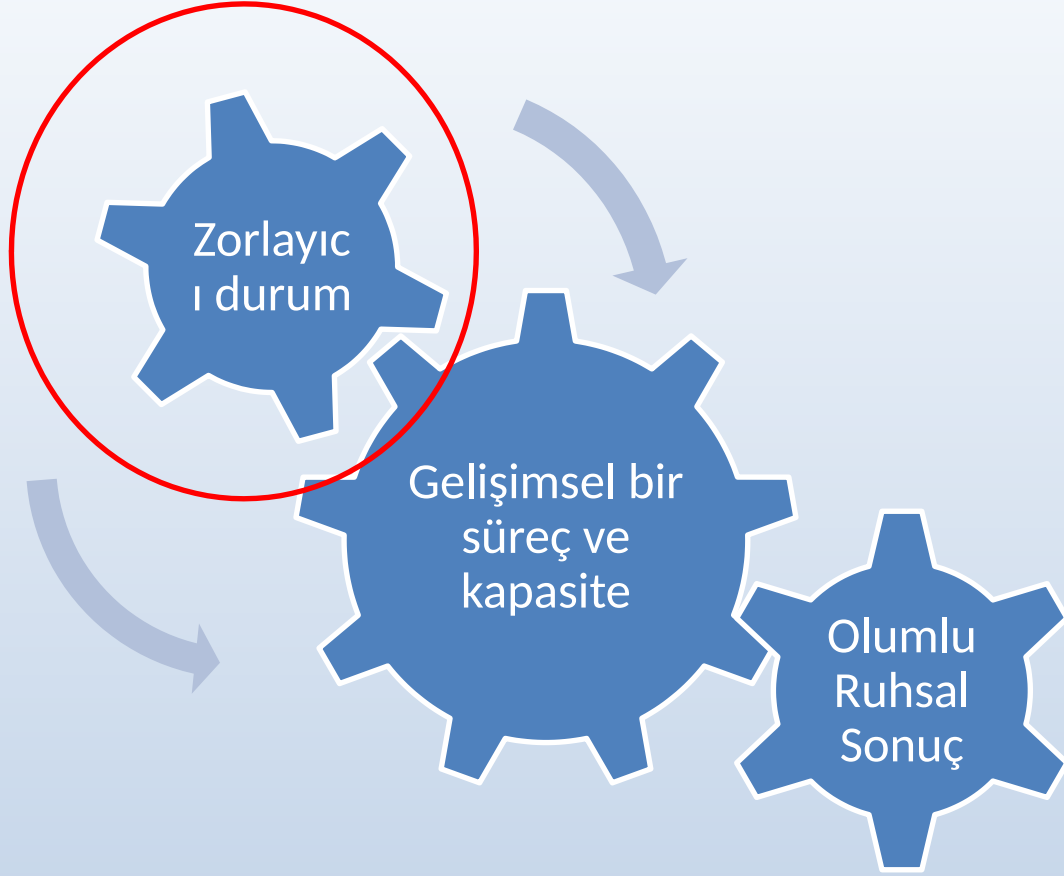 Zorlayıc
ı durum
Gelişimsel bir
süreç ve
kapasite
Olumlu
Ruhsal
Sonuç